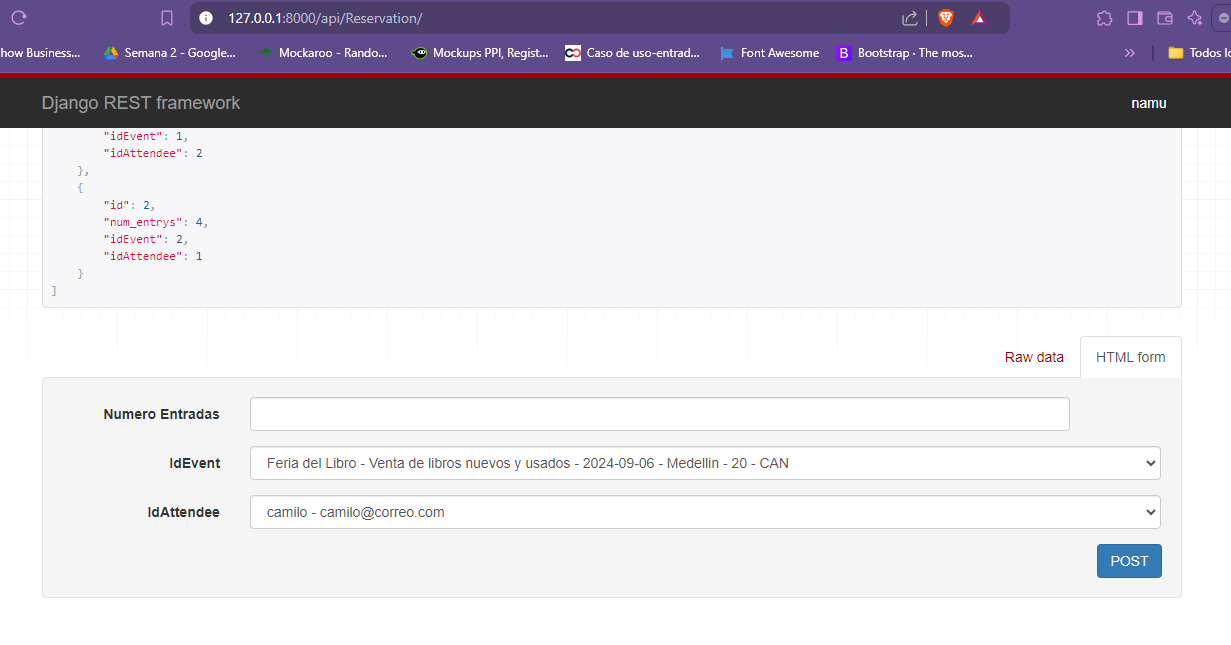 127.0.0.1:8000/api/Reservation/
how Business...
Semana 2 - Google...
Mockaroo - Rando...
Mockups PPI, Regist...
Caso de uso-entrad...
Font Awesome
B
Bootstrap · The mos...
»
Todos lo
Django REST framework
namu
"idEvent": 1,
"idAttendee": 2
},
{
"id": 2,
"num_entrys": 4,
"idEvent": 2,
"idAttendee": 1
}
]
Raw data
HTML form
Numero Entradas
IdEvent
Feria del Libro - Venta de libros nuevos y usados - 2024-09-06 - Medellin - 20 - CAN
IdAttendee
camilo - camilo@correo.com
POST